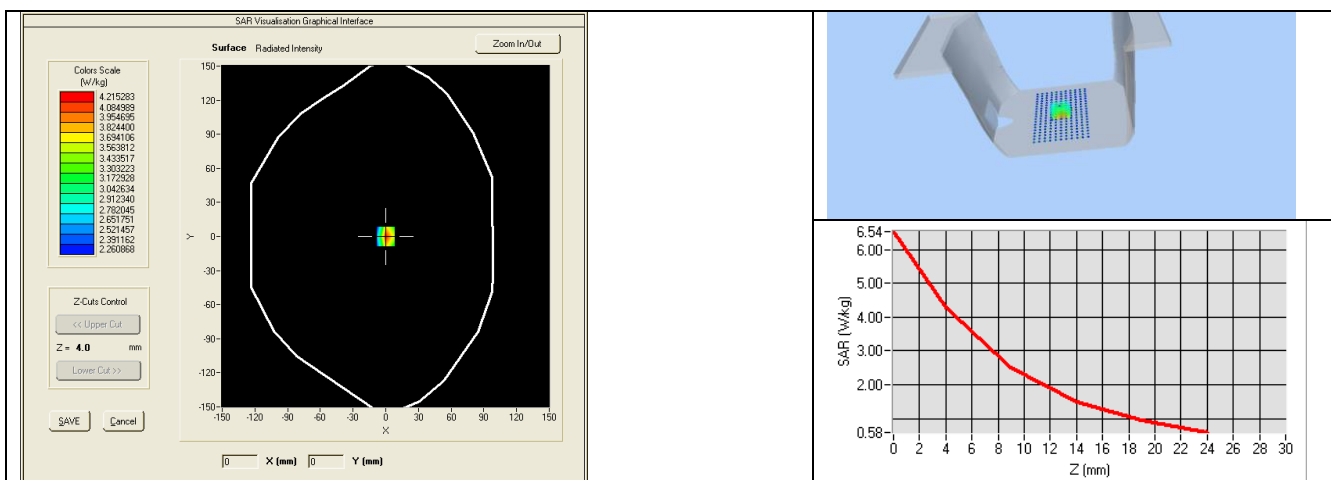 SAR Visualisation Graphical Interface
Surface Radiated Intensity
Zoom In/Out
Colors Scale
(W/kg)
4.215283
4.084989
3.954695
3.824400
3.694106
3.563812
3.433517
3.303223
3.172928
3.042634
2.912340
2.782045
2.651751
2.521457
2.391162
2.260868
Z-Cuts Control
<< Upper Cut
Z = 4.0 mm
Lower Cut >>
SAVE Cancel
150
120
90
60
30
0
-30
-60
-90
-120
-150
Y
-150 -120 -90 -60 -30 0 30 60 90 120 150
X
0 X (mm) 0 Y (mm)
6.54
6.00
5.00
4.00
3.00
2.00
0.58
SAR (W/kg)
0 2 4 6 8 10 12 14 16 18 20 22 24 26 28 30
Z (mm)